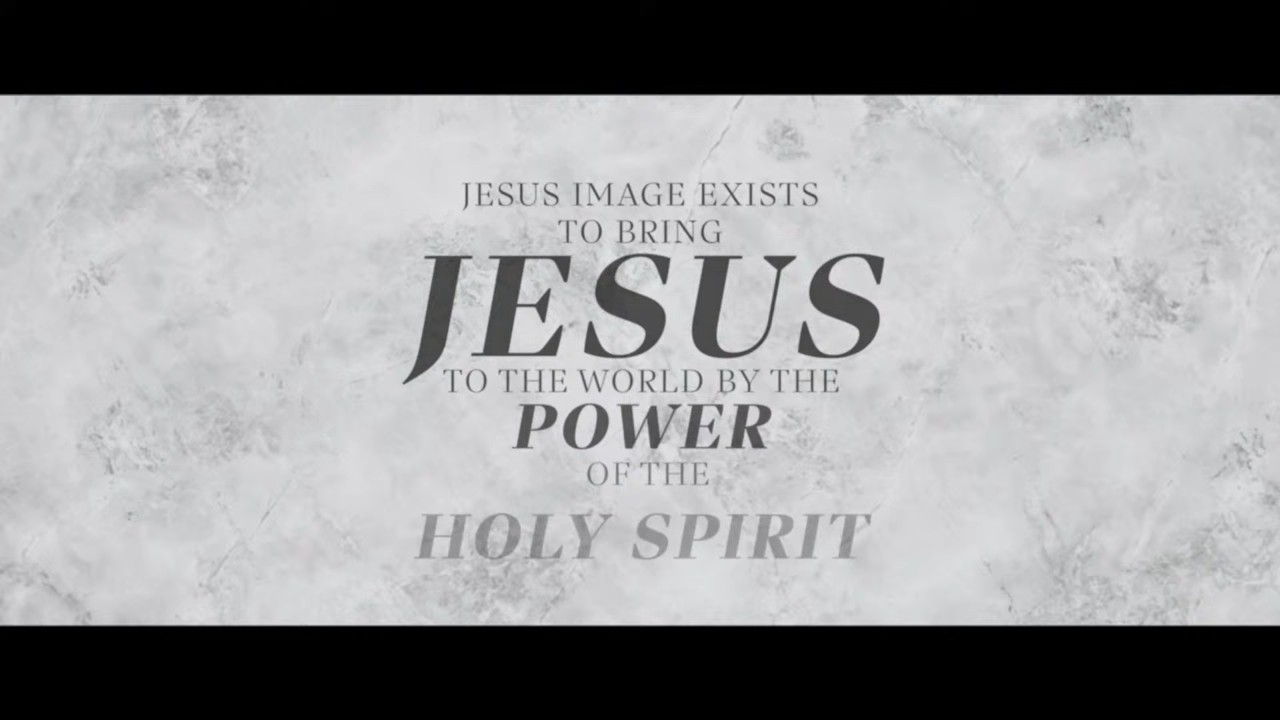 JESUS IMAGE EXISTS
TO BRING
JESUS
TO THE WORLD BY THE
POWER
OF THE
HOLY SPIRIT